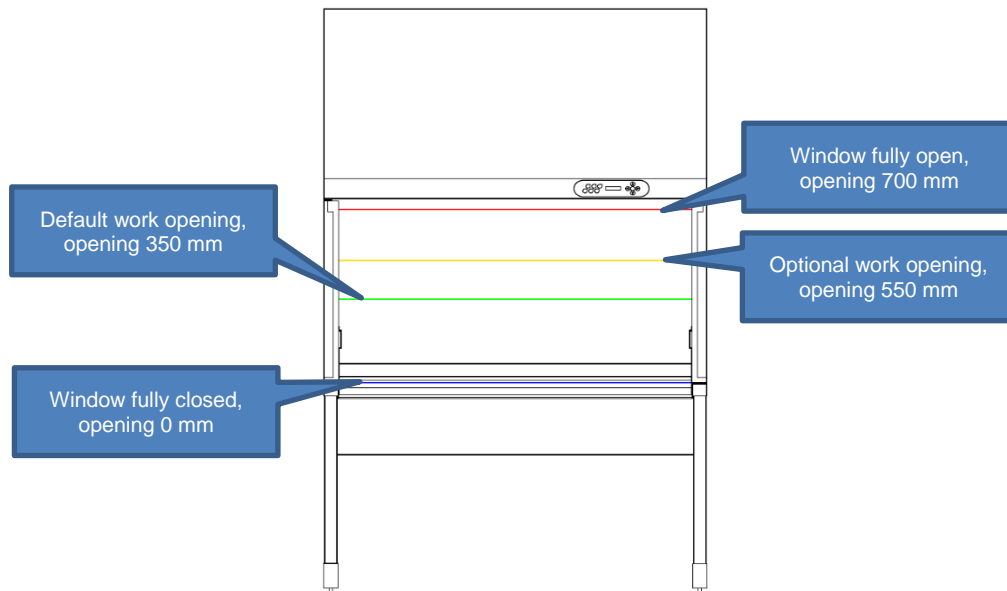 Window fully open,
opening 700 mm
Default work opening,
opening 350 mm
Optional work opening,
opening 550 mm
Window fully closed,
opening 0 mm